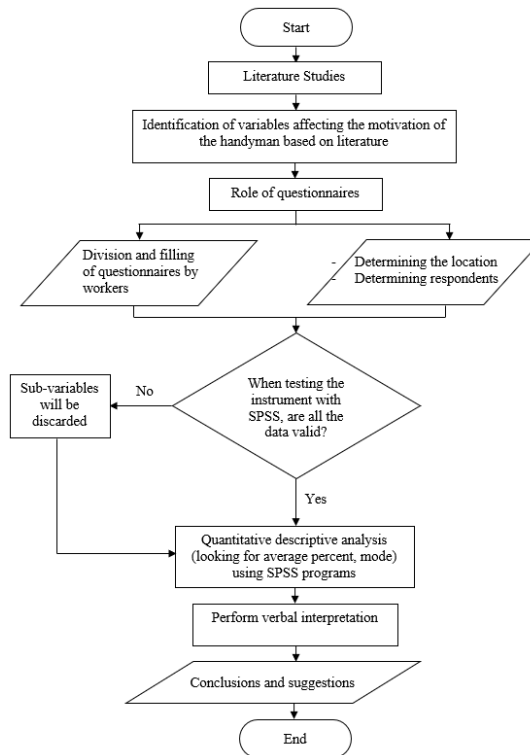 Start
Literature Studies
Identification of variables affecting the motivation of
the handyman based on literature
Role of questionnaires
Division and filling
of questionnaires by
workers
- Determining the location
- Determining respondents
When testing the
instrument with
SPSS, are all the
data valid?
No
Sub-variables
will be
discarded
Yes
Quantitative descriptive analysis
(looking for average percent, mode)
using SPSS programs
Perform verbal interpretation
Conclusions and suggestions
End